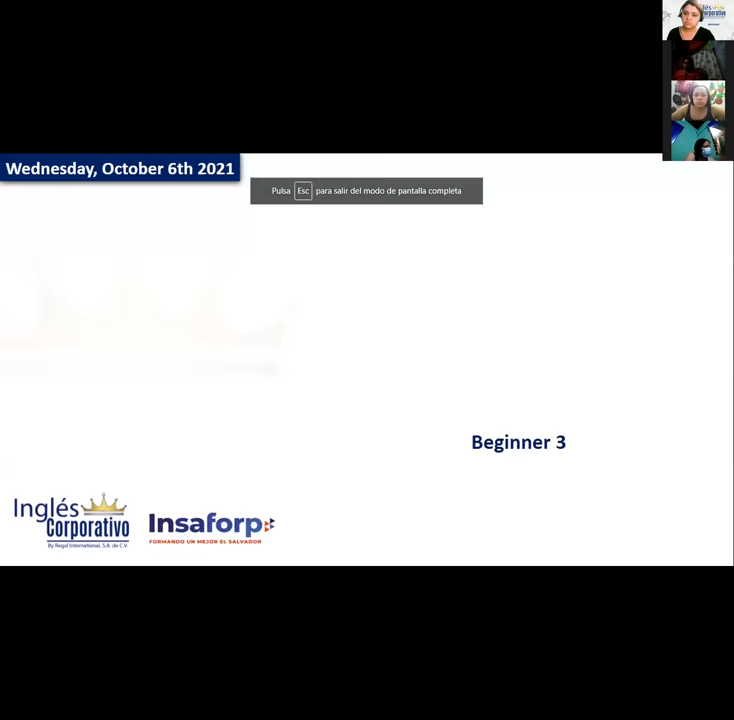 Wednesday, October 6th 2021
Pulsa Esc para salir del modo de pantalla completa
Beginner 3
Inglés
Corporativo
By Regal International, S.A. de C.V.
Insaforp
FORMANDO UN MEJOR EL SALVADOR